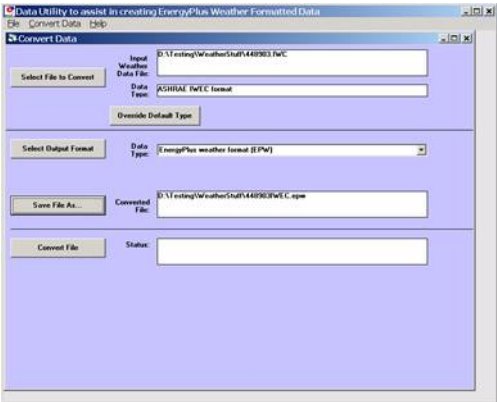 Data Utility to assist in creating EnergyPlus Weather Formatted Data
File Convert Data Help
Convert Data
Select File to Convert
Input Weather Data File:
D:\Testing\WeatherStuff\448903.IWC
Data Type:
ASHRAE IWEC format
Override Default Type
Select Output Format
Data Type:
EnergyPlus weather format (EPW)
Save File As...
Converted File:
D:\Testing\WeatherStuff\448903IWEC.epw
Convert File
Status: